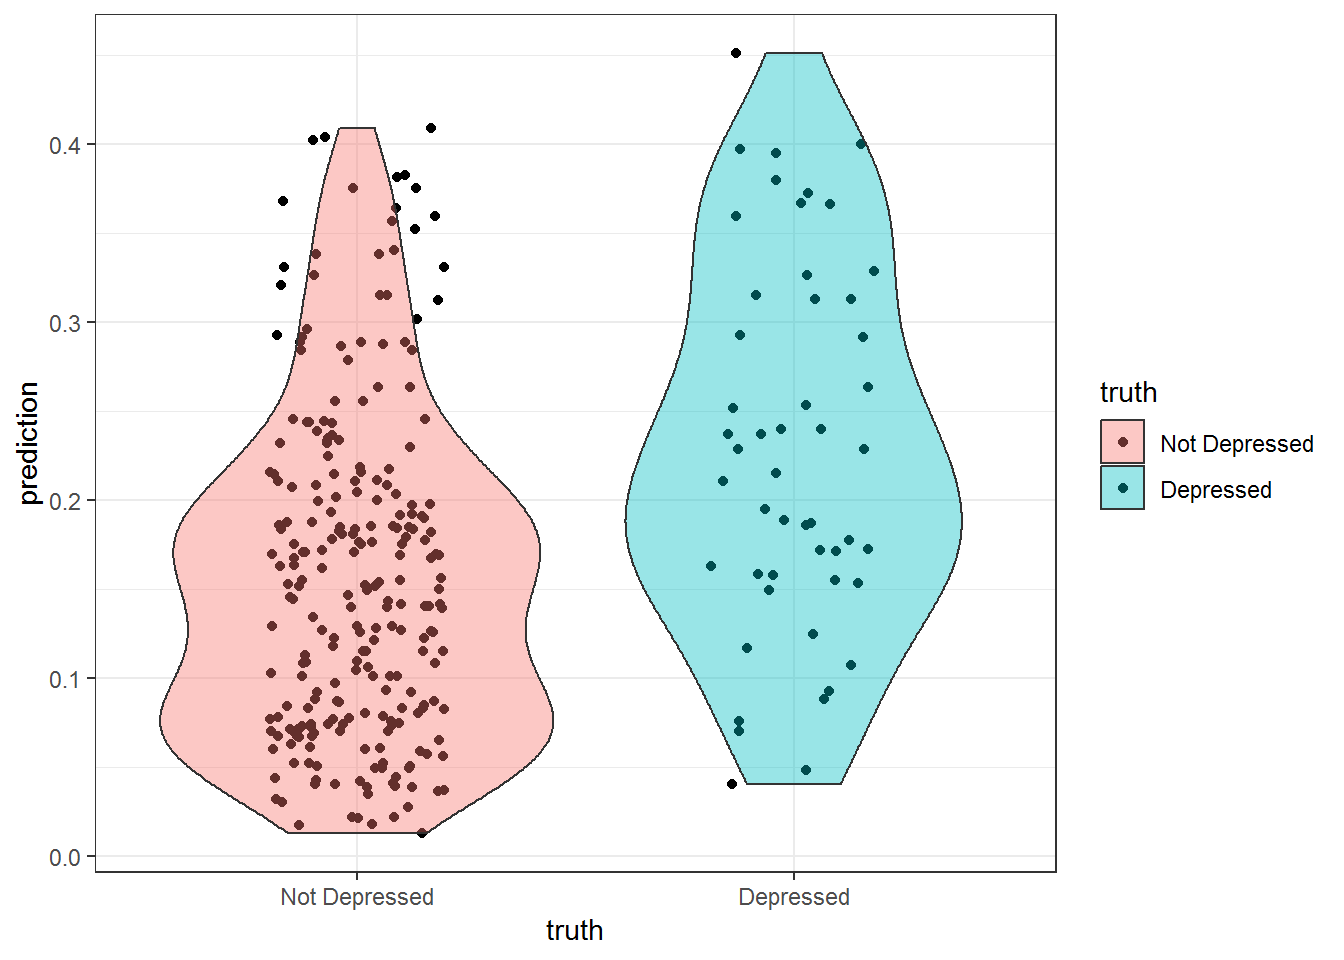 prediction
0.4
0.3
0.2
0.1
0.0
Not Depressed
Depressed
truth
truth
Not Depressed
Depressed